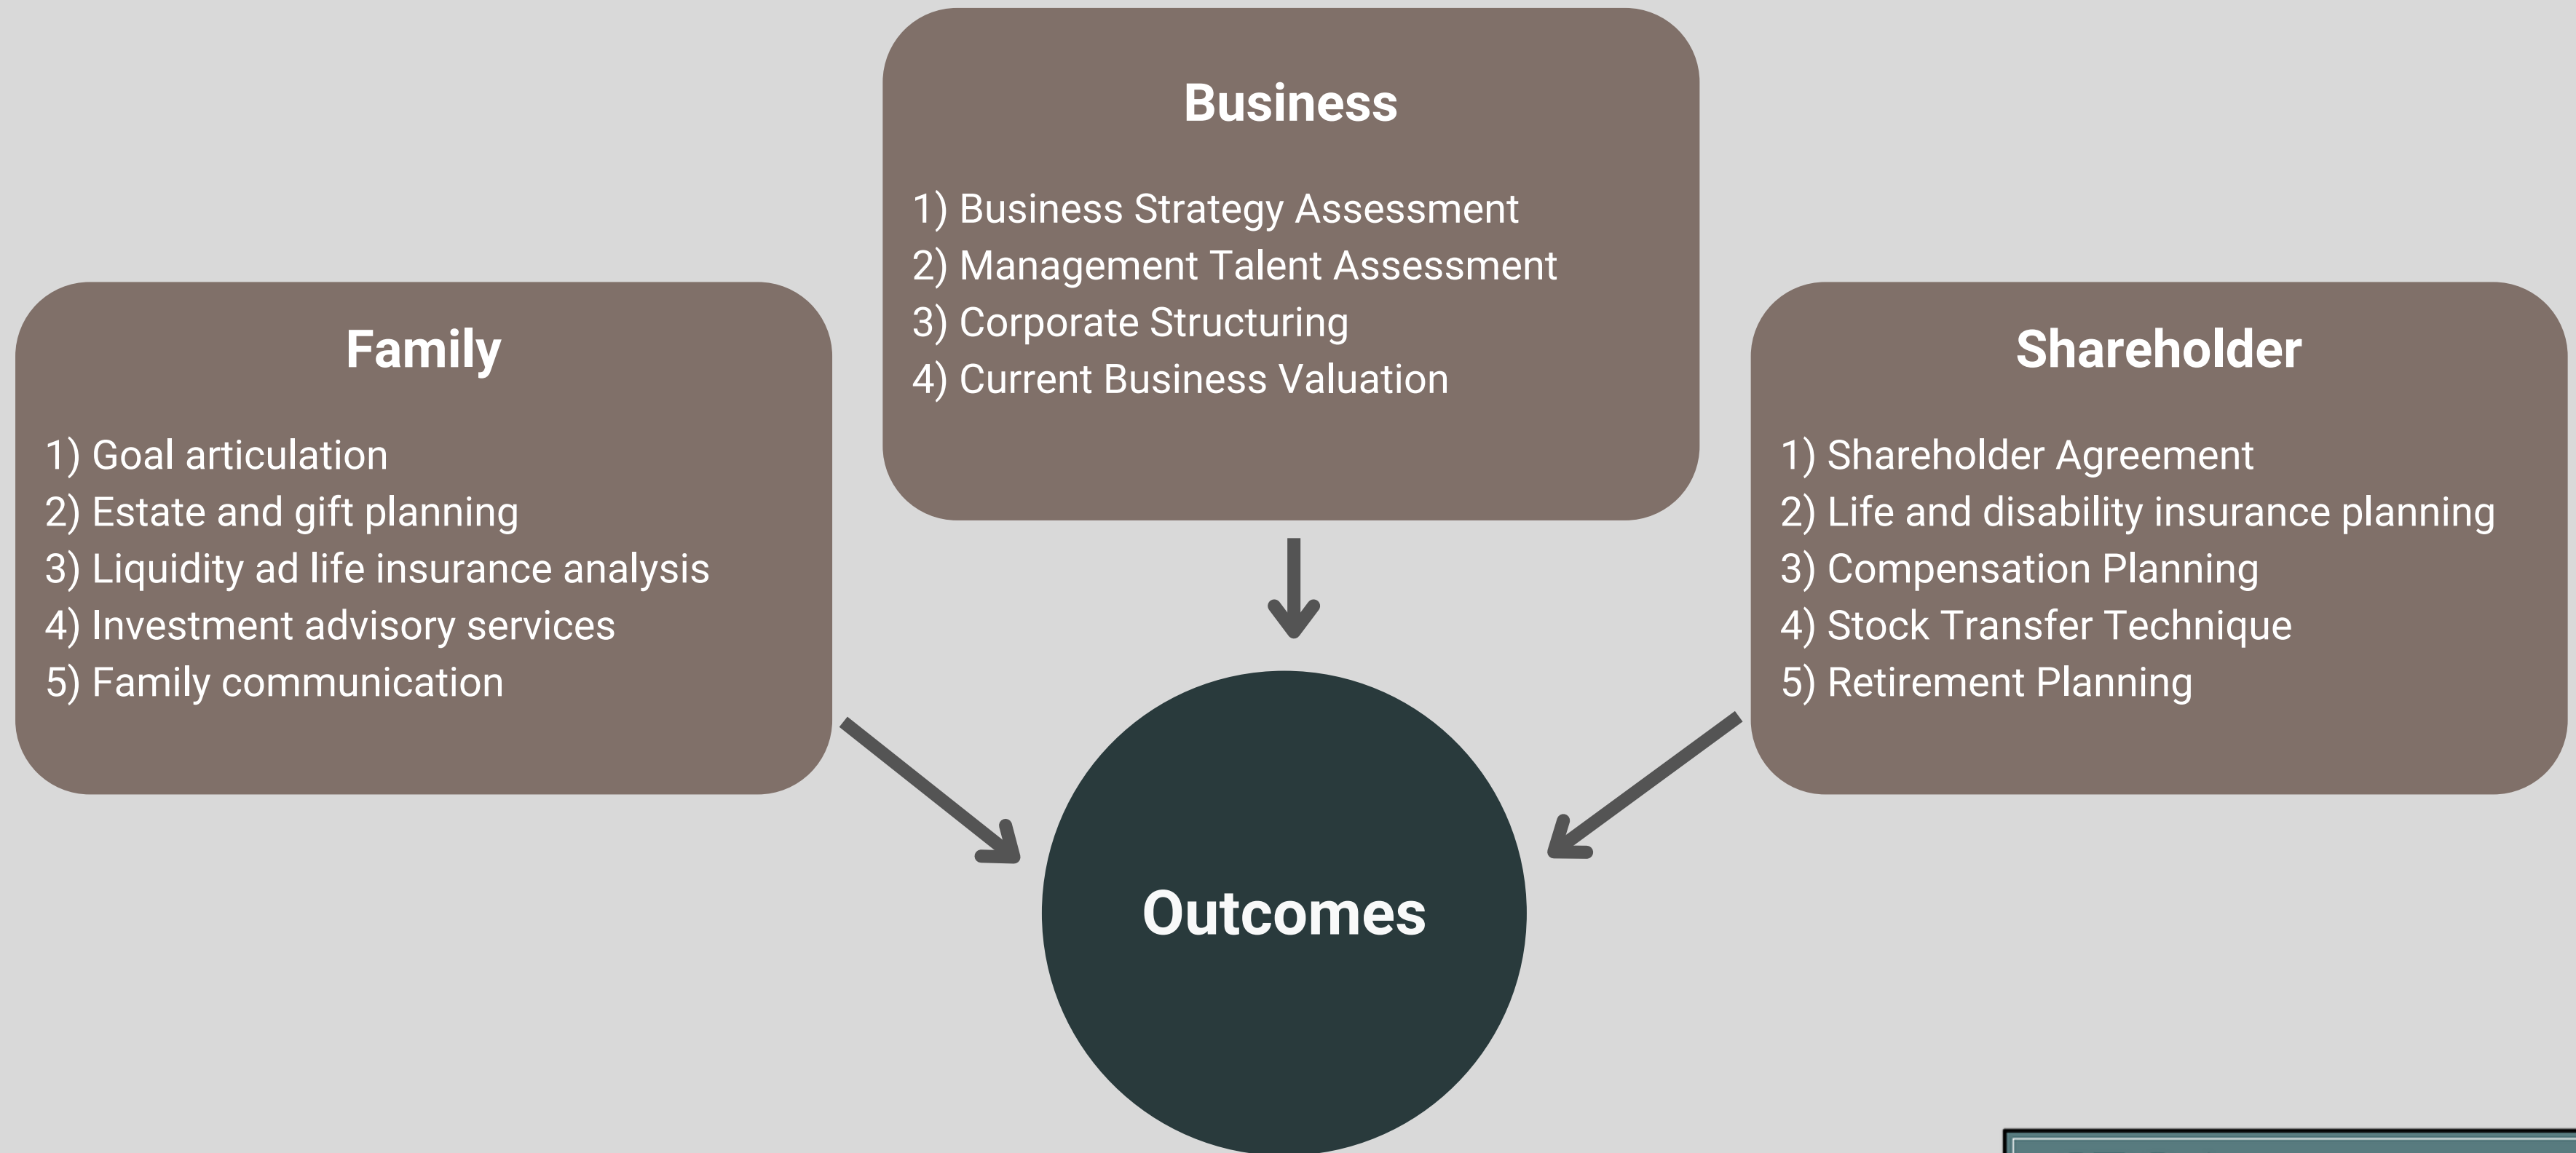 Business
1) Business Strategy Assessment
2) Management Talent Assessment
3) Corporate Structuring
4) Current Business Valuation
Family
1) Goal articulation
2) Estate and gift planning
3) Liquidity ad life insurance analysis
4) Investment advisory services
5) Family communication
Shareholder
1) Shareholder Agreement
2) Life and disability insurance planning
3) Compensation Planning
4) Stock Transfer Technique
5) Retirement Planning
Outcomes